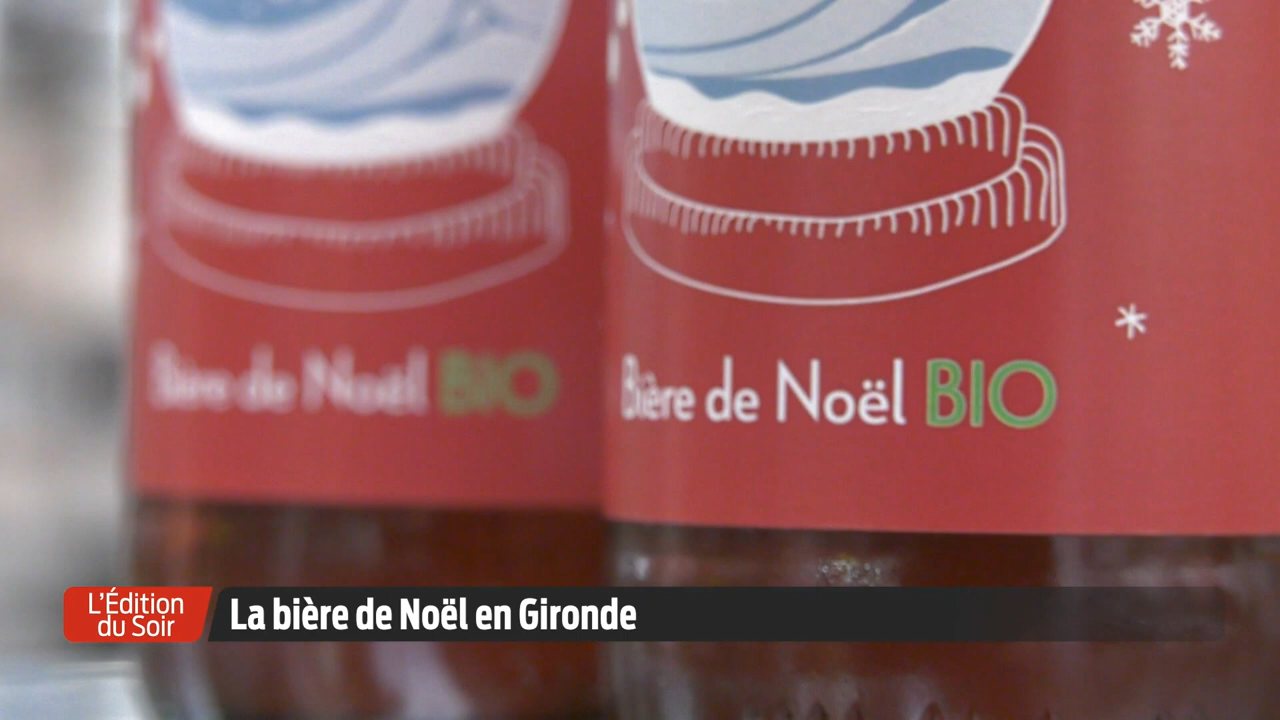 Bière de Noël BIO
Bière de Noël BIO
L'Édition
du Soir
La bière de Noël en Gironde